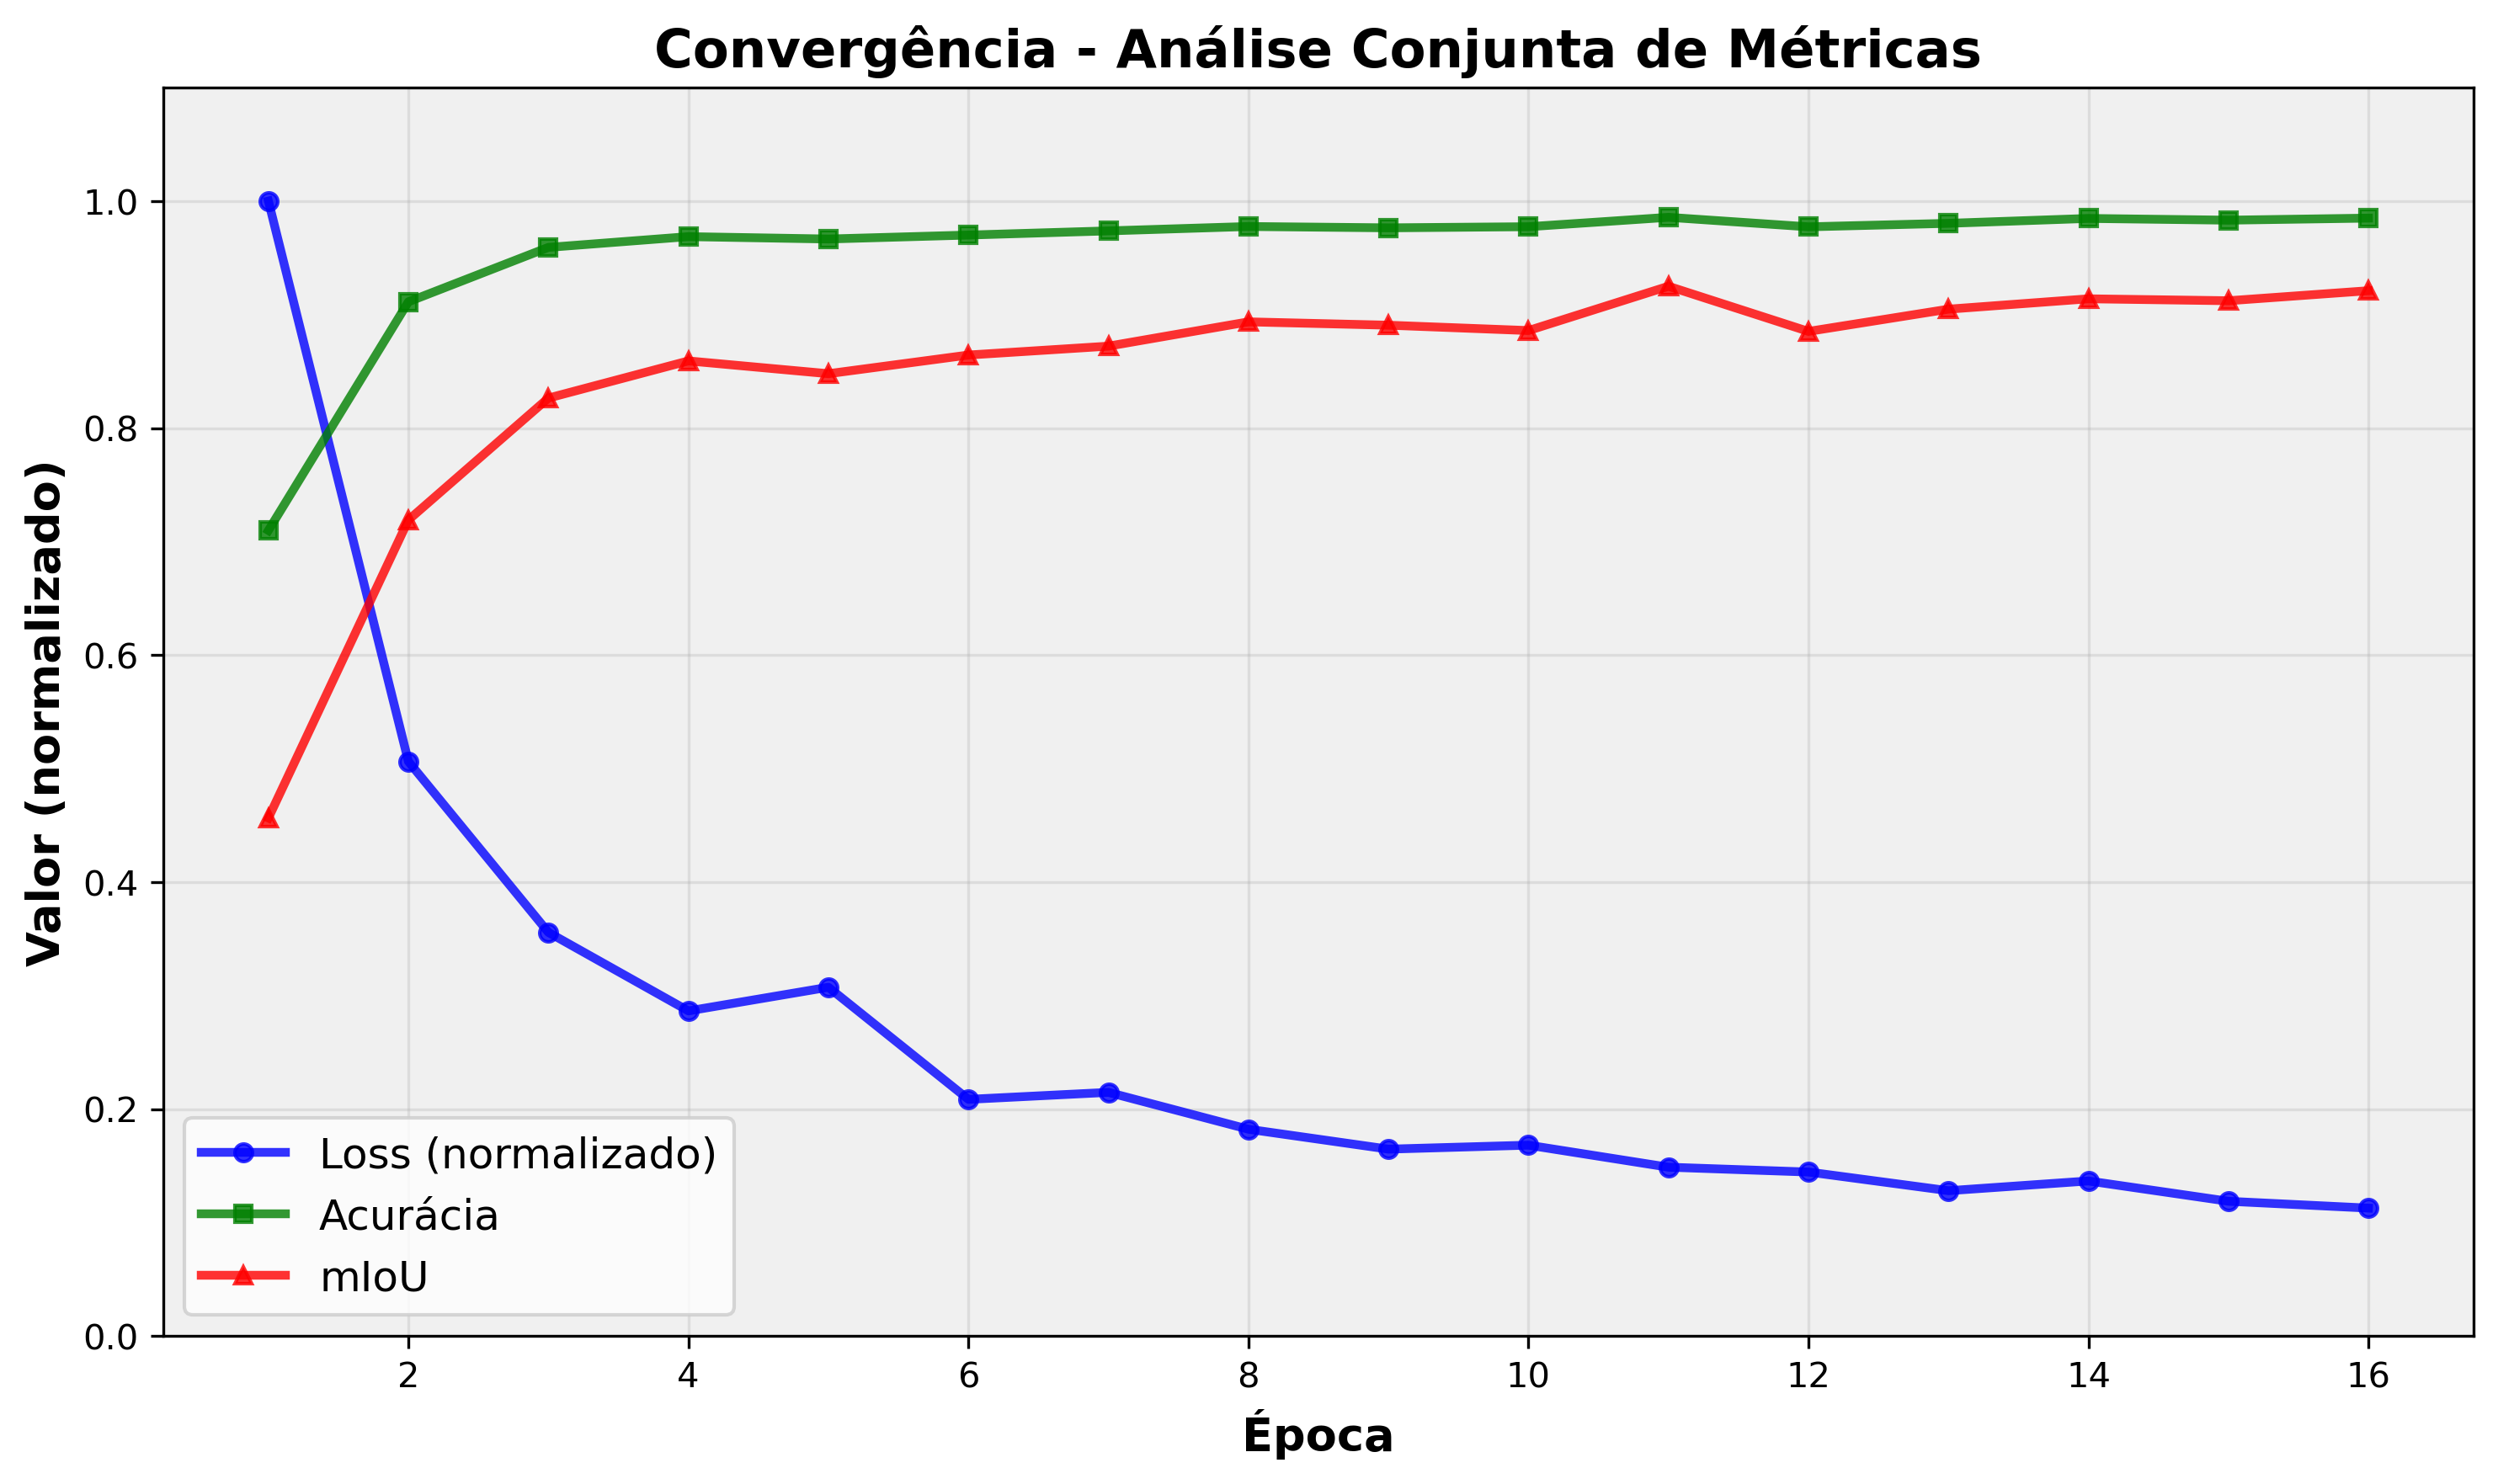 Convergência - Análise Conjunta de Métricas
Valor (normalizado)
1.0
0.8
0.6
0.4
0.2
0.0
Loss (normalizado)
Acurácia
mIoU
2 4 6 8 10 12 14 16
Época